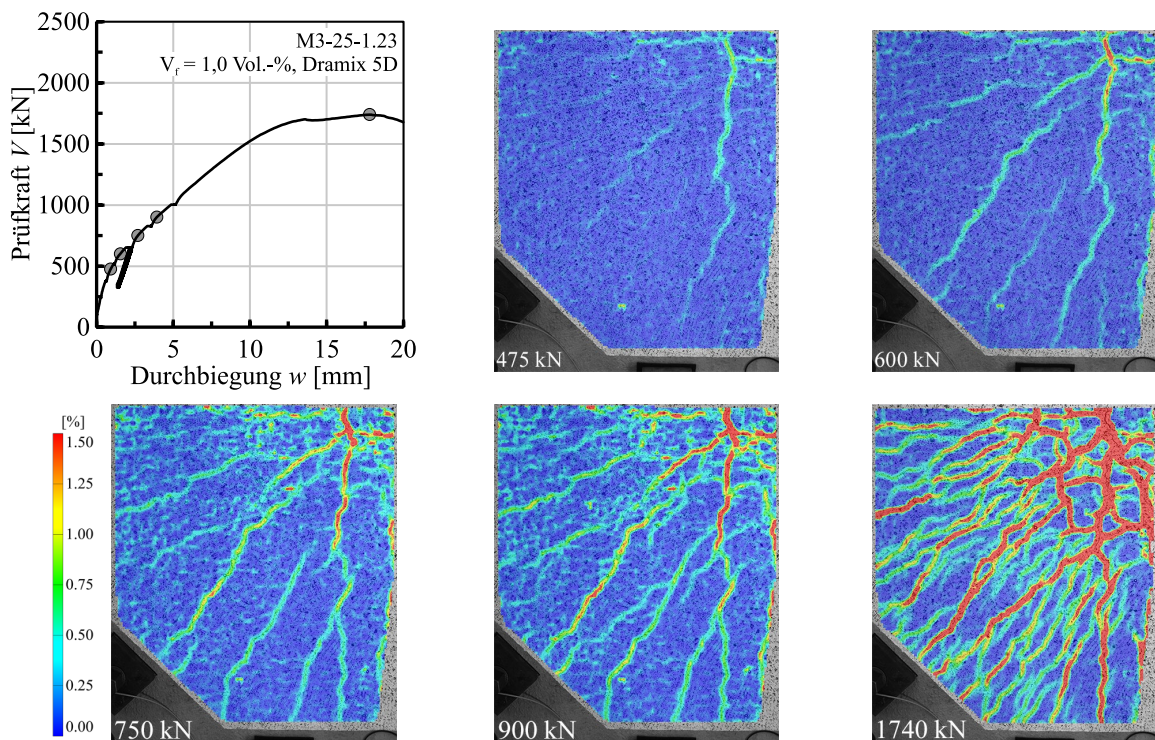 2500
2000
1500
1000
500
0
Prüfkraft V [kN]
M3-25-1.23
V_f = 1,0 Vol.-%, Dramix 5D
0 5 10 15 20
Durchbiegung w [mm]
475 kN
600 kN
[%]
1.50
1.25
1.00
0.75
0.50
0.25
0.00
750 kN
900 kN
1740 kN